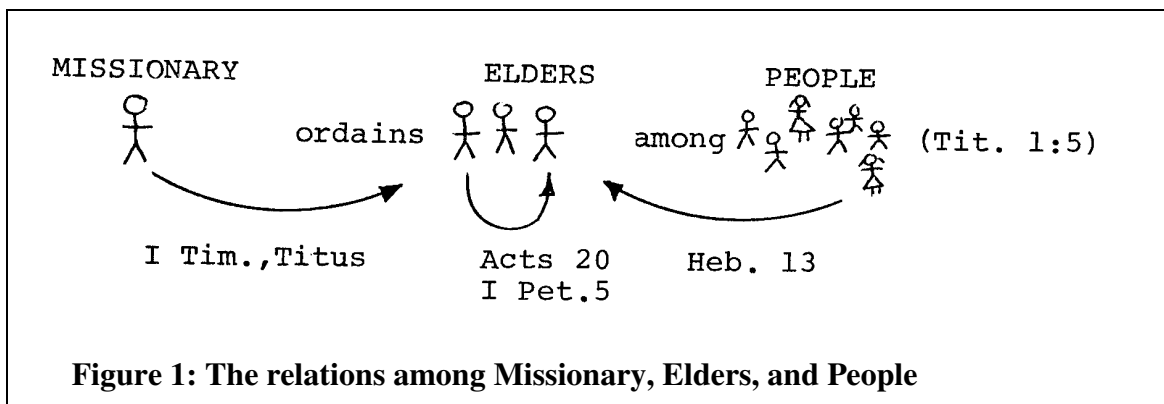 MISSIONARY ELDERS PEOPLE
ordains among (Tit. 1:5)
I Tim.,Titus Acts 20 Heb. 13
I Pet.5
Figure 1: The relations among Missionary, Elders, and People